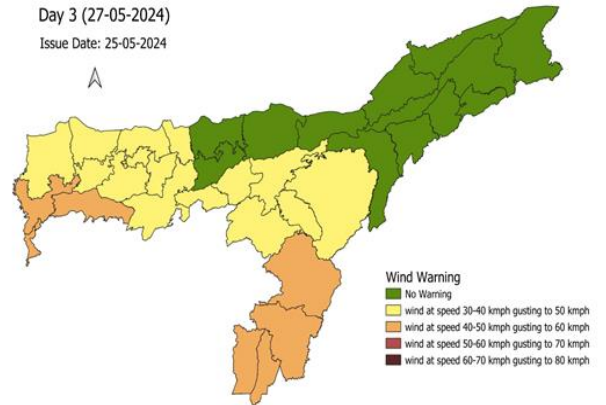 Day 3 (27-05-2024)
Issue Date: 25-05-2024
Wind Warning
No Warning
wind at speed 30-40 kmph gusting to 50 kmph
wind at speed 40-50 kmph gusting to 60 kmph
wind at speed 50-60 kmph gusting to 70 kmph
wind at speed 60-70 kmph gusting to 80 kmph